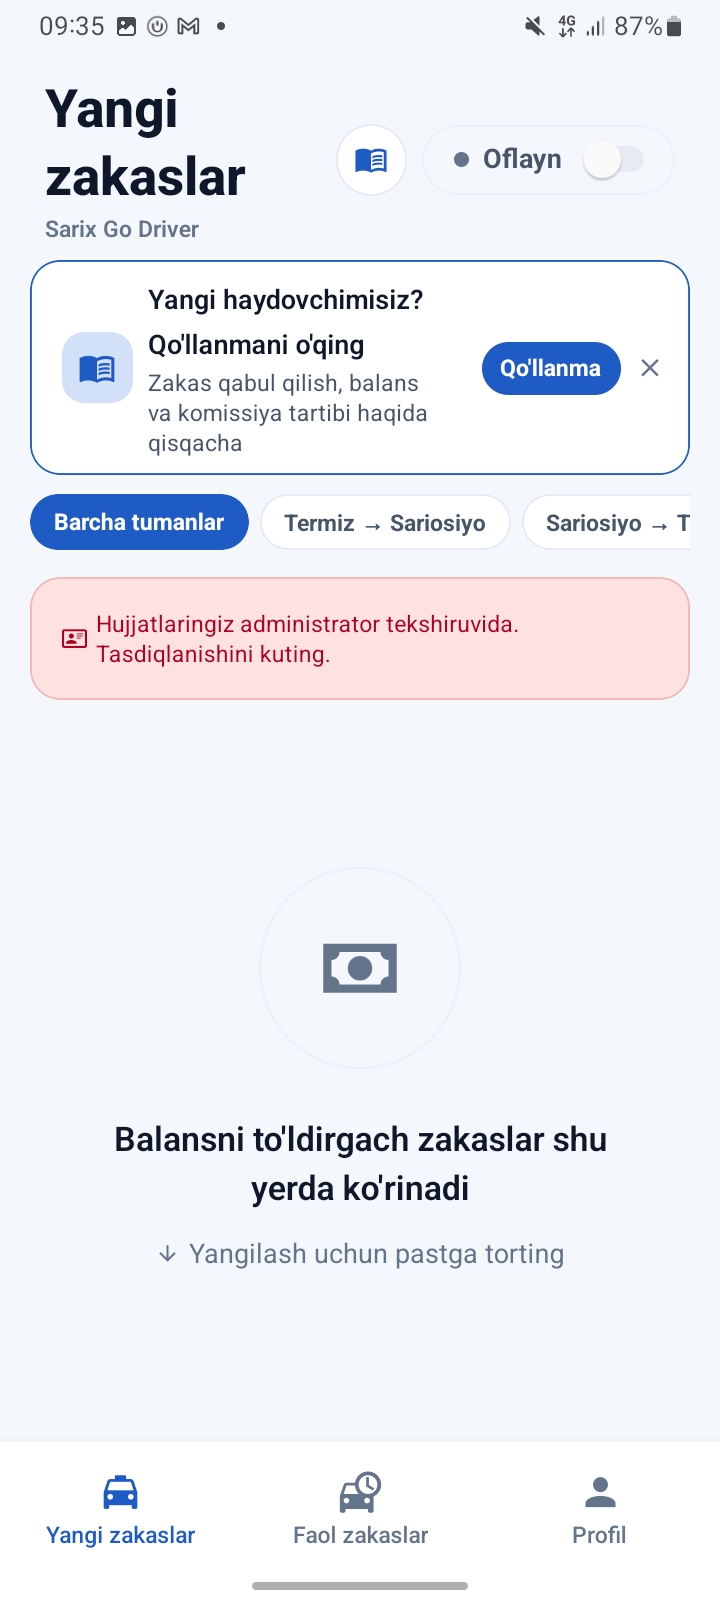 09:35
4G
87%
Yangi
zakaslar
Sarix Go Driver
Oflayn
Yangi haydovchimisiz?
Qo'llanmani o'qing
Zakas qabul qilish, balans
va komissiya tartibi haqida
qisqacha
Qo'llanma
Barcha tumanlar
Termiz → Sariosiyo
Sariosiyo → T
Hujjatlaringiz administrator tekshiruvida.
Tasdiqlanishini kuting.
Balansni to'ldirgach zakaslar shu
yerda ko'rinadi
↓ Yangilash uchun pastga torting
Yangi zakaslar
Faol zakaslar
Profil